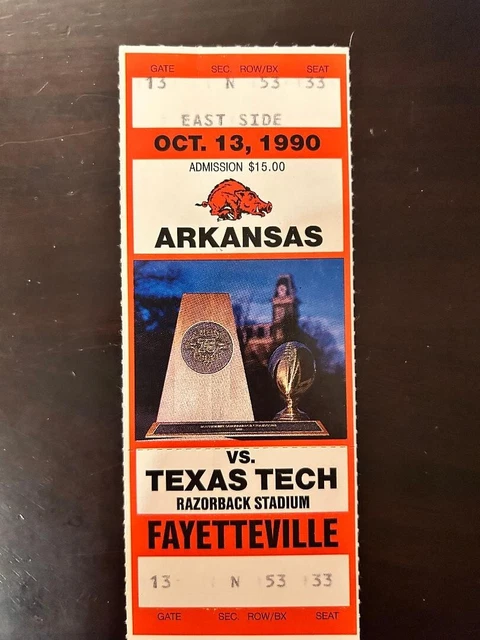 GATE SEC. ROW/BX SEAT
13 N 53 33
EAST SIDE
OCT. 13, 1990
ADMISSION $15.00
ARKANSAS
75
VS.
TEXAS TECH
RAZORBACK STADIUM
FAYETTEVILLE
13 N 53 33
GATE SEC. ROW/BX SEAT